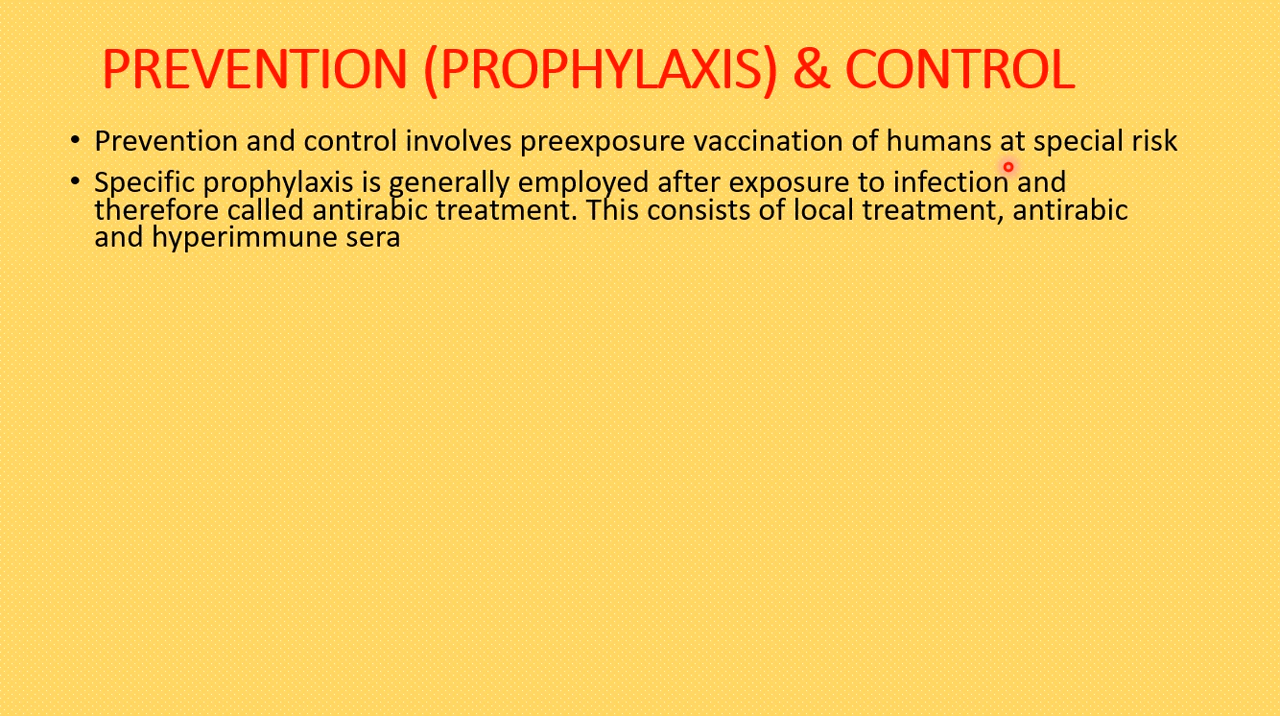 PREVENTION (PROPHYLAXIS) & CONTROL
• Prevention and control involves preexposure vaccination of humans at special risk
• Specific prophylaxis is generally employed after exposure to infection and
therefore called antirabic treatment. This consists of local treatment, antirabic
and hyperimmune sera